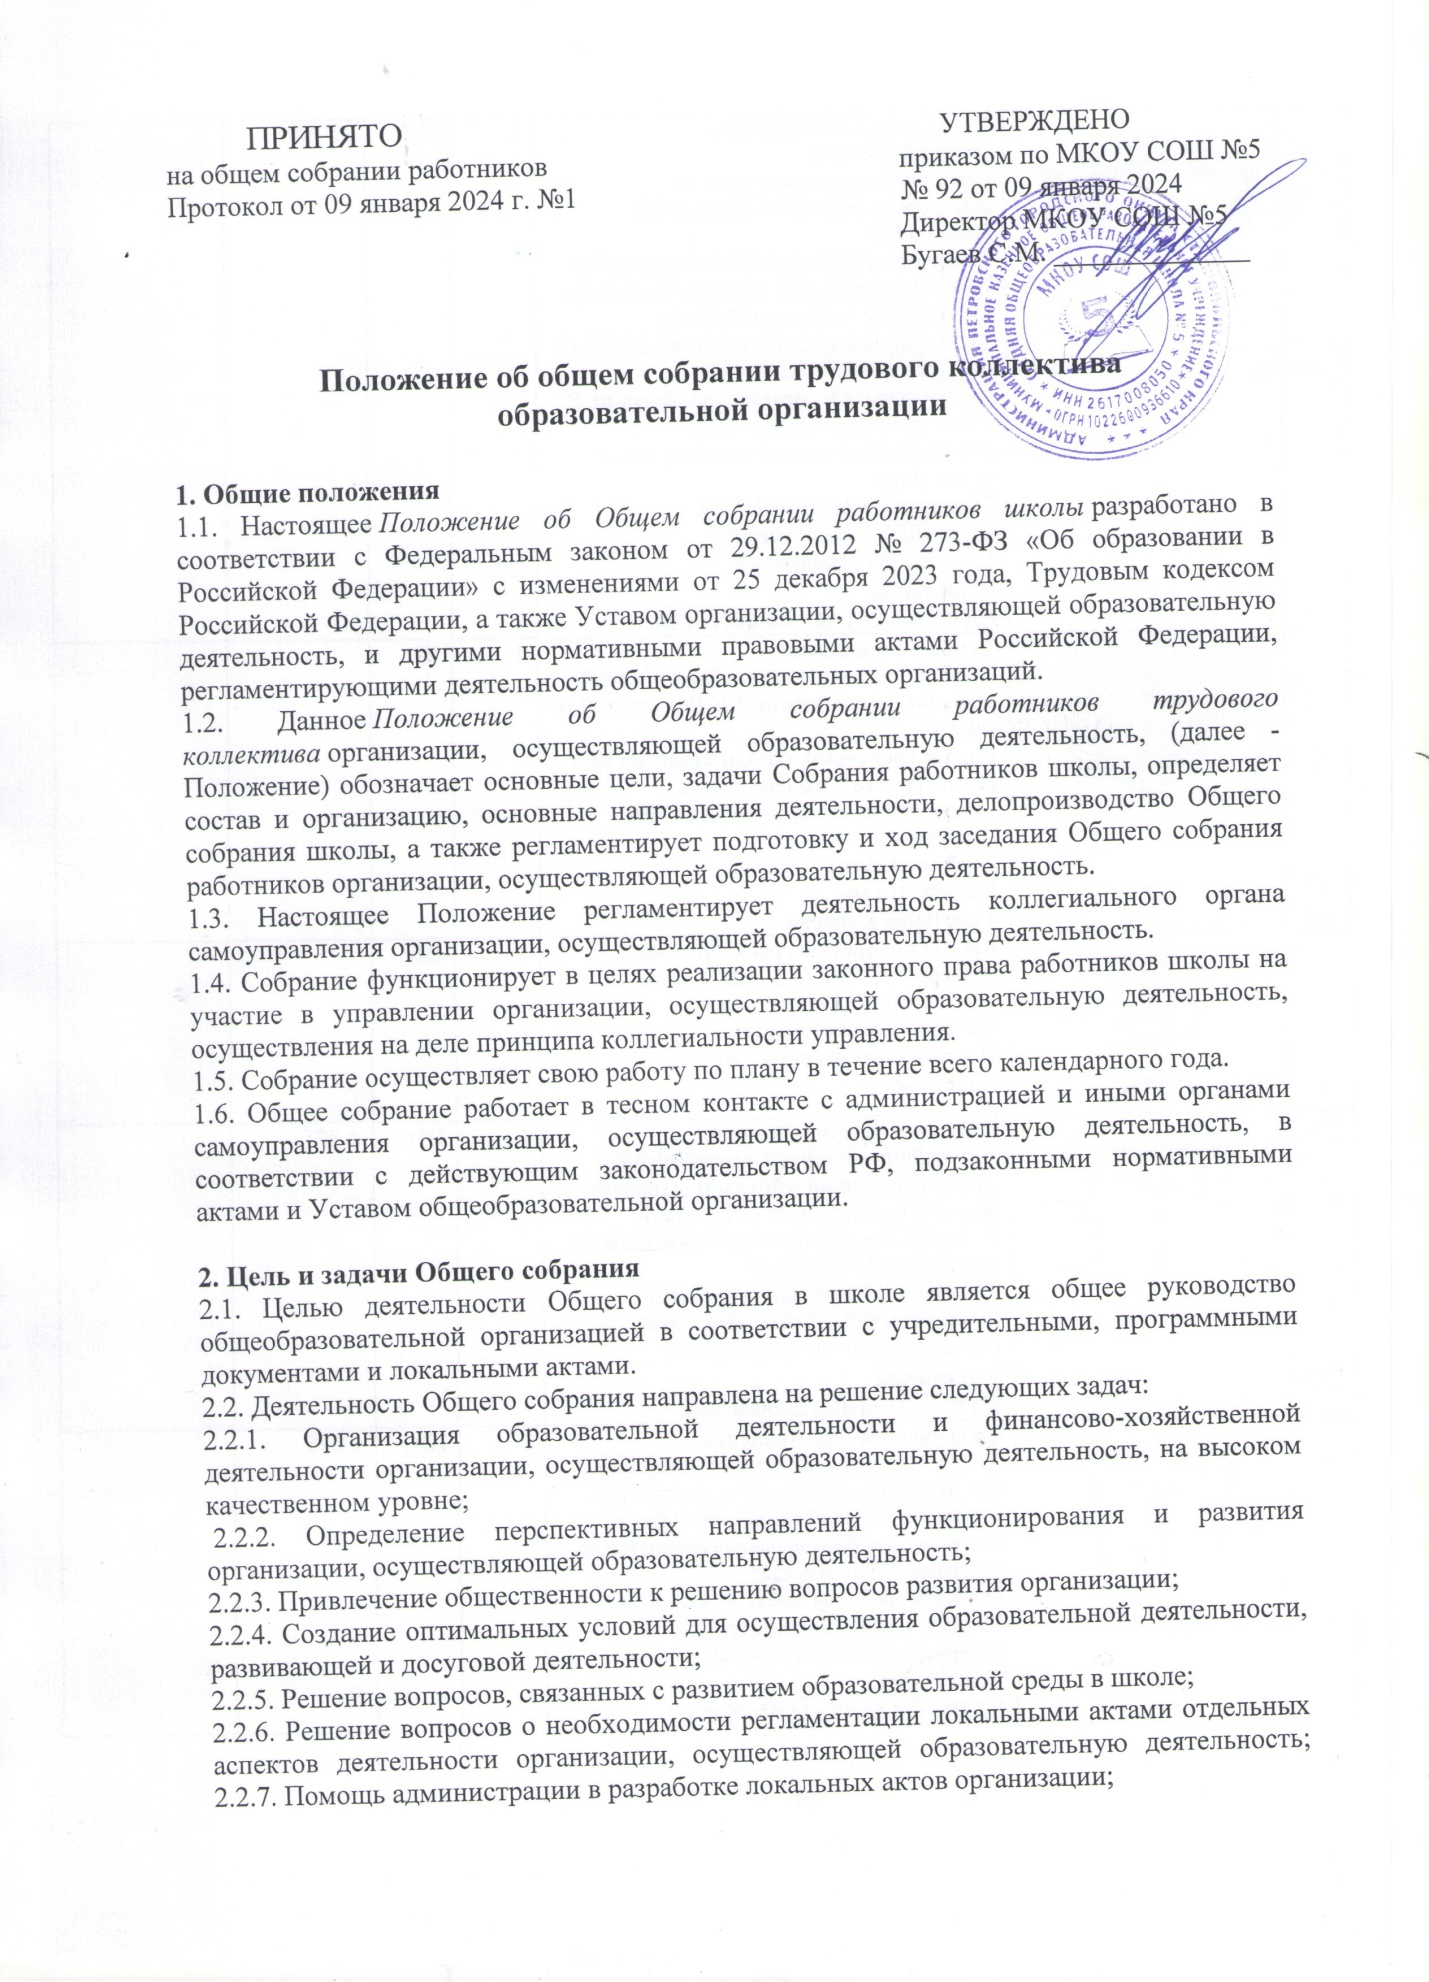 ПРИНЯТО
на общем собрании работников
Протокол от 09 января 2024 г. №1
УТВЕРЖДЕНО
приказом по МКОУ СОШ №5
№ 92 от 09 января 2024
Директор МКОУ СОШ №5
Бугаев С.М.
МКОУ СОШ
5
ИНН 2617008050
ОГРН 1022600936610
Положение об общем собрании трудового коллектива
образовательной организации
1. Общие положения
1.1. Настоящее Положение об Общем собрании работников школы разработано в
соответствии с Федеральным законом от 29.12.2012 № 273-ФЗ «Об образовании в
Российской Федерации» с изменениями от 25 декабря 2023 года, Трудовым кодексом
Российской Федерации, а также Уставом организации, осуществляющей образовательную
деятельность, и другими нормативными правовыми актами Российской Федерации,
регламентирующими деятельность общеобразовательных организаций.
1.2. Данное Положение об Общем собрании работников трудового
коллектива организации, осуществляющей образовательную деятельность, (далее -
Положение) обозначает основные цели, задачи Собрания работников школы, определяет
состав и организацию, основные направления деятельности, делопроизводство Общего
собрания школы, а также регламентирует подготовку и ход заседания Общего собрания
работников организации, осуществляющей образовательную деятельность.
1.3. Настоящее Положение регламентирует деятельность коллегиального органа
самоуправления организации, осуществляющей образовательную деятельность.
1.4. Собрание функционирует в целях реализации законного права работников школы на
участие в управлении организации, осуществляющей образовательную деятельность,
осуществления на деле принципа коллегиальности управления.
1.5. Собрание осуществляет свою работу по плану в течение всего календарного года.
1.6. Общее собрание работает в тесном контакте с администрацией и иными органами
самоуправления организации, осуществляющей образовательную деятельность, в
соответствии с действующим законодательством РФ, подзаконными нормативными
актами и Уставом общеобразовательной организации.
2. Цель и задачи Общего собрания
2.1. Целью деятельности Общего собрания в школе является общее руководство
общеобразовательной организацией в соответствии с учредительными, программными
документами и локальными актами.
2.2. Деятельность Общего собрания направлена на решение следующих задач:
2.2.1. Организация образовательной деятельности и финансово-хозяйственной
деятельности организации, осуществляющей образовательную деятельность, на высоком
качественном уровне;
2.2.2. Определение перспективных направлений функционирования и развития
организации, осуществляющей образовательную деятельность;
2.2.3. Привлечение общественности к решению вопросов развития организации;
2.2.4. Создание оптимальных условий для осуществления образовательной деятельности,
развивающей и досуговой деятельности;
2.2.5. Решение вопросов, связанных с развитием образовательной среды в школе;
2.2.6. Решение вопросов о необходимости регламентации локальными актами отдельных
аспектов деятельности организации, осуществляющей образовательную деятельность;
2.2.7. Помощь администрации в разработке локальных актов организации;